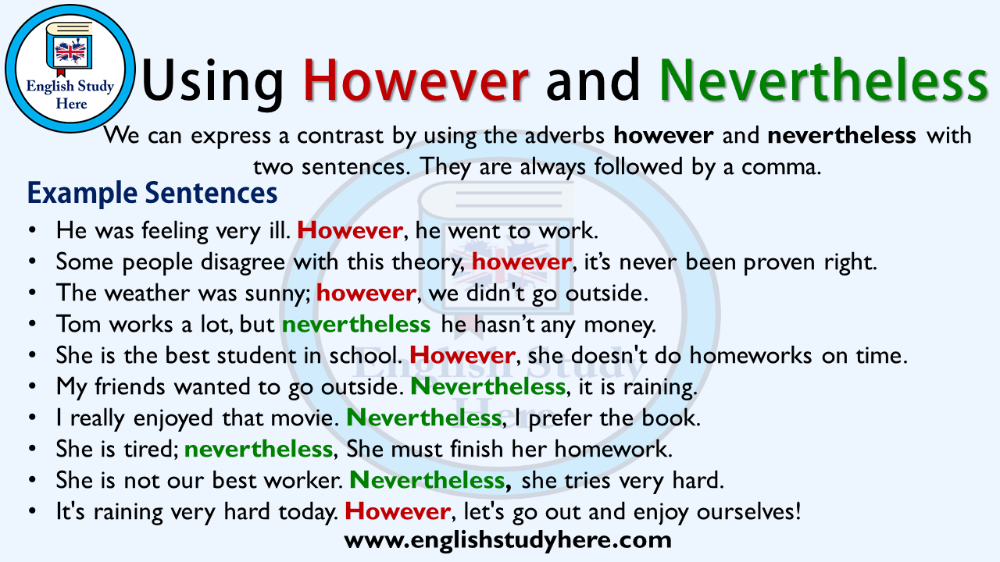 English Study
Here
Using However and Nevertheless
We can express a contrast by using the adverbs however and nevertheless with
two sentences. They are always followed by a comma.
Example Sentences
• He was feeling very ill. However, he went to work.
• Some people disagree with this theory, however, it’s never been proven right.
• The weather was sunny; however, we didn't go outside.
• Tom works a lot, but nevertheless he hasn’t any money.
• She is the best student in school. However, she doesn't do homeworks on time.
• My friends wanted to go outside. Nevertheless, it is raining.
• I really enjoyed that movie. Nevertheless, I prefer the book.
• She is tired; nevertheless, She must finish her homework.
• She is not our best worker. Nevertheless, she tries very hard.
• It's raining very hard today. However, let's go out and enjoy ourselves!
English Study
Here
www.englishstudyhere.com